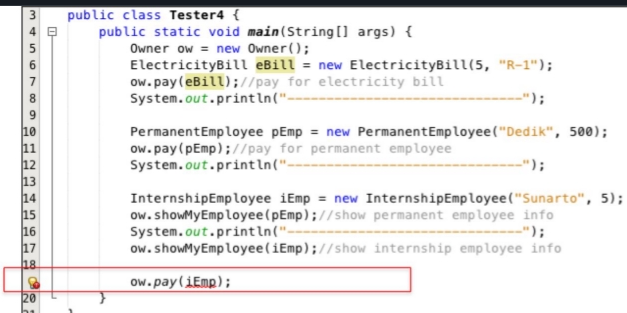 3 public class Tester4 {
4 public static void main(String[] args) {
5 Owner ow = new Owner();
6 ElectricityBill eBill = new ElectricityBill(5, "R-1");
7 ow.pay(eBill);//pay for electricity bill
8 System.out.println("------------------------------");
9
10 PermanentEmployee pEmp = new PermanentEmployee("Dedik", 500);
11 ow.pay(pEmp);//pay for permanent employee
12 System.out.println("------------------------------");
13
14 InternshipEmployee iEmp = new InternshipEmployee("Sunarto", 5);
15 ow.showMyEmployee(pEmp);//show permanent employee info
16 System.out.println("------------------------------");
17 ow.showMyEmployee(iEmp);//show internship employee info
18
ow.pay(iEmp);
20 }
21 }